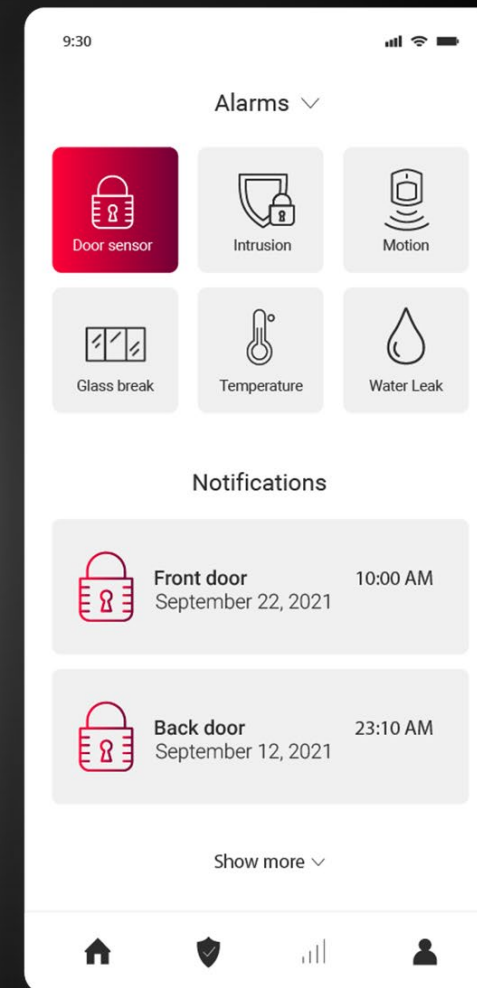 9:30
Alarms
Door sensor
Intrusion
Motion
Glass break
Temperature
Water Leak
Notifications
Front door
10:00 AM
September 22, 2021
Back door
23:10 AM
September 12, 2021
Show more